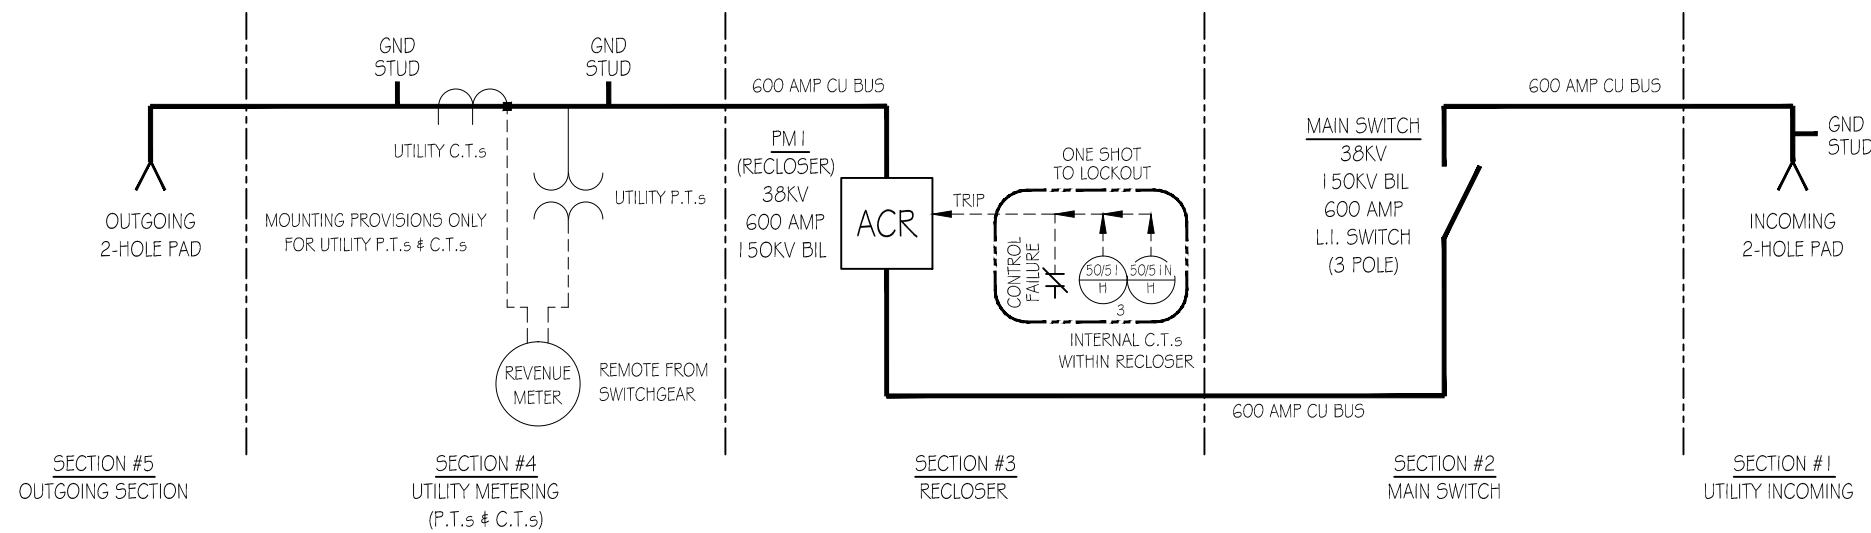 GND
STUD
GND
STUD
600 AMP CU BUS
600 AMP CU BUS
UTILITY C.T.s
UTILITY P.T.s
OUTGOING
2-HOLE PAD
MOUNTING PROVISIONS ONLY
FOR UTILITY P.T.s & C.T.s
REVENUE
METER
REMOTE FROM
SWITCHGEAR
PM1
(RECLOSER)
38KV
600 AMP
150KV BIL
ACR
TRIP
ONE SHOT
TO LOCKOUT
CONTROL
FAILURE
50/51
H
50/51N
H
3
INTERNAL C.T.s
WITHIN RECLOSER
MAIN SWITCH
38KV
150KV BIL
600 AMP
L.I. SWITCH
(3 POLE)
600 AMP CU BUS
GND
STUD
INCOMING
2-HOLE PAD
SECTION #5
OUTGOING SECTION
SECTION #4
UTILITY METERING
(P.T.s & C.T.s)
SECTION #3
RECLOSER
SECTION #2
MAIN SWITCH
SECTION #1
UTILITY INCOMING